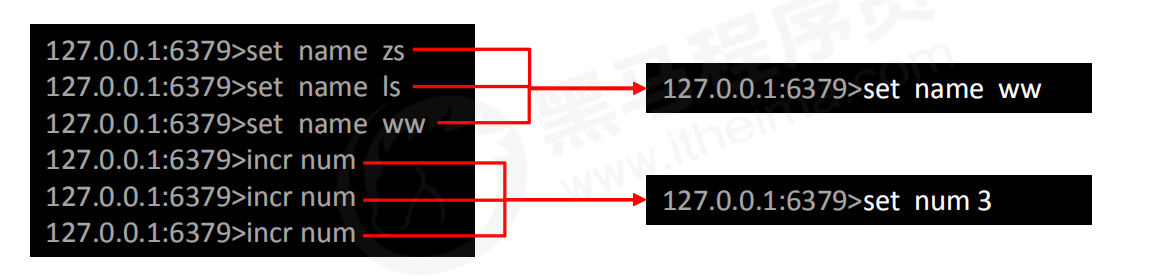 127.0.0.1:6379>set name zs
127.0.0.1:6379>set name ls
127.0.0.1:6379>set name ww
127.0.0.1:6379>incr num
127.0.0.1:6379>incr num
127.0.0.1:6379>incr num
127.0.0.1:6379>set name ww
127.0.0.1:6379>set num 3
黑马程序员
www.itheima.com